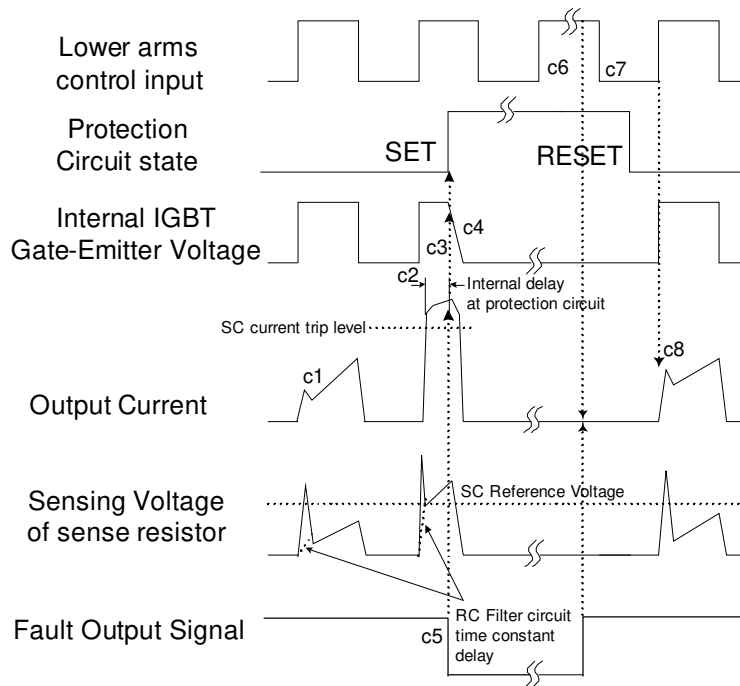 Lower arms
control input
c6
c7
Protection
Circuit state
SET
RESET
Internal IGBT
Gate-Emitter Voltage
c4
c3
c2
Internal delay
at protection circuit
SC current trip level
c8
c1
Output Current
Sensing Voltage
of sense resistor
SC Reference Voltage
Fault Output Signal
c5
RC Filter circuit
time constant
delay